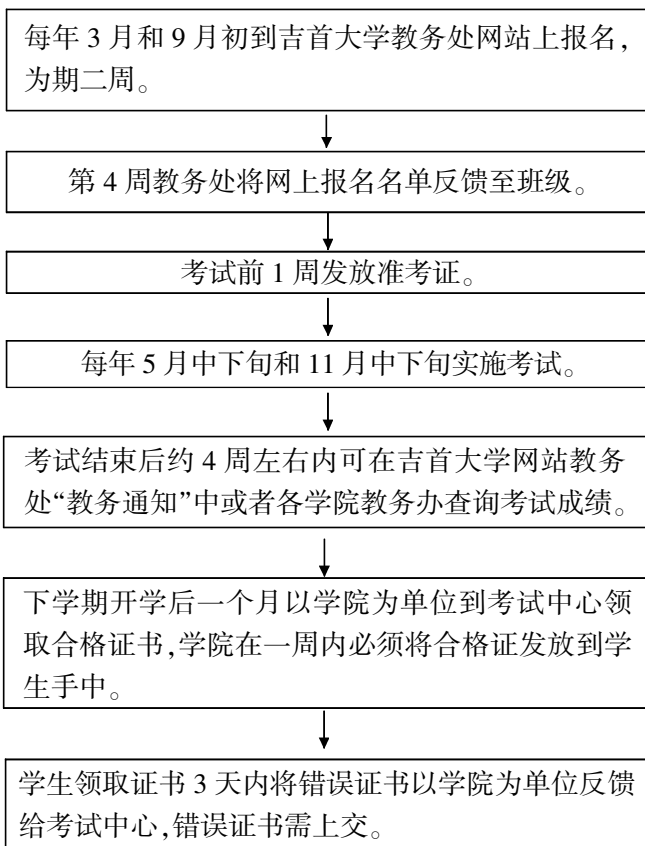 每年 3 月和 9 月初到吉首大学教务处网站上报名，
为期二周。
第 4 周教务处将网上报名名单反馈至班级。
考试前 1 周发放准考证。
每年 5 月中下旬和 11 月中下旬实施考试。
考试结束后约 4 周左右内可在吉首大学网站教务
处“教务通知”中或者各学院教务办查询考试成绩。
下学期开学后一个月以学院为单位到考试中心领
取合格证书，学院在一周内必须将合格证发放到学
生手中。
学生领取证书 3 天内将错误证书以学院为单位反馈
给考试中心，错误证书需上交。